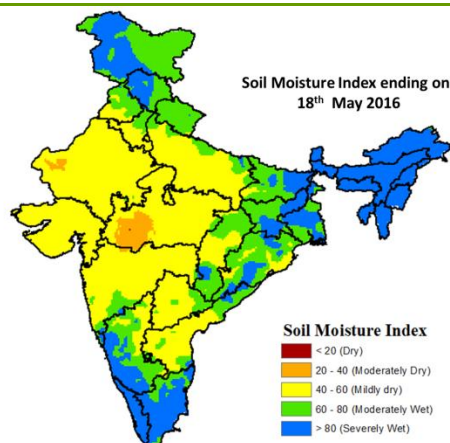 Soil Moisture Index ending on
18th May 2016
Soil Moisture Index
< 20 (Dry)
20 - 40 (Moderately Dry)
40 - 60 (Mildly dry)
60 - 80 (Moderately Wet)
> 80 (Severely Wet)